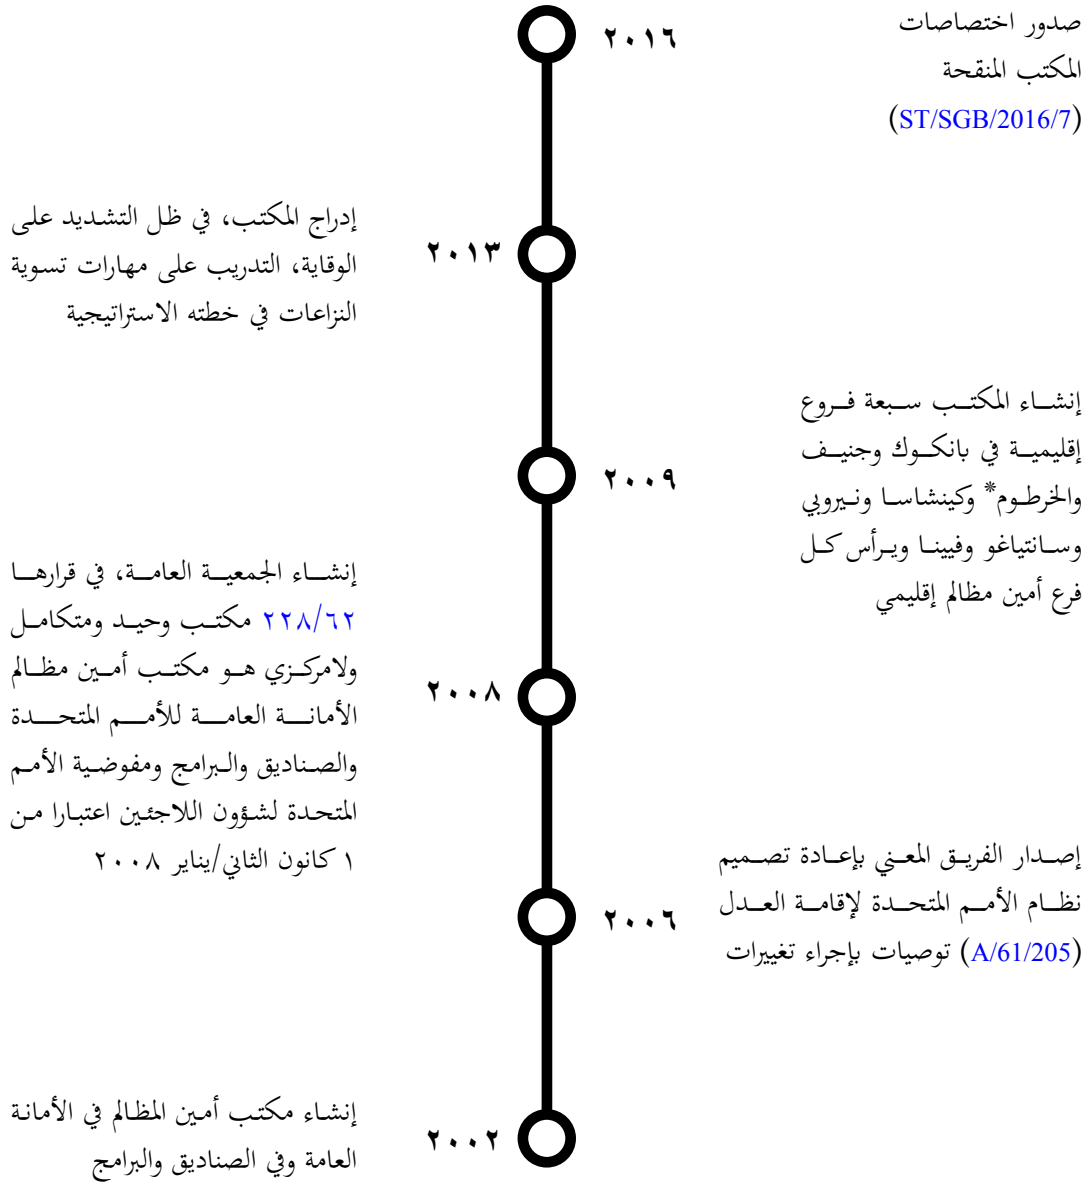 ٢٠١٦
صدور اختصاصات
المكتب المنقحة
(ST/SGB/2016/7)
٢٠١٣
إدراج المكتب، في ظل التشديد على
الوقاية، التدريب على مهارات تسوية
النزاعات في خطته الاستراتيجية
٢٠٠٩
إنشاء المكتب سبعة فروع
إقليمية في بانكوك وجنيف
والخرطوم* وكينشاسا ونيروبي
وسانتياغو وفيينا ويرأس كل
فرع أمين مظالم إقليمي
٢٠٠٨
إنشاء الجمعية العامة، في قرارها
٢٢٨/٦٢ مكتب وحيد ومتكامل
ولامركزي هو مكتب أمين مظالم
الأمانة العامة للأمم المتحدة
والصناديق والبرامج ومفوضية الأمم
المتحدة لشؤون اللاجئين اعتبارا من
١ كانون الثاني/يناير ٢٠٠٨
٢٠٠٦
إصدار الفريق المعني بإعادة تصميم
نظام الأمم المتحدة لإقامة العدل
(A/61/205) توصيات بإجراء تغييرات
٢٠٠٢
إنشاء مكتب أمين المظالم في الأمانة
العامة وفي الصناديق والبرامج